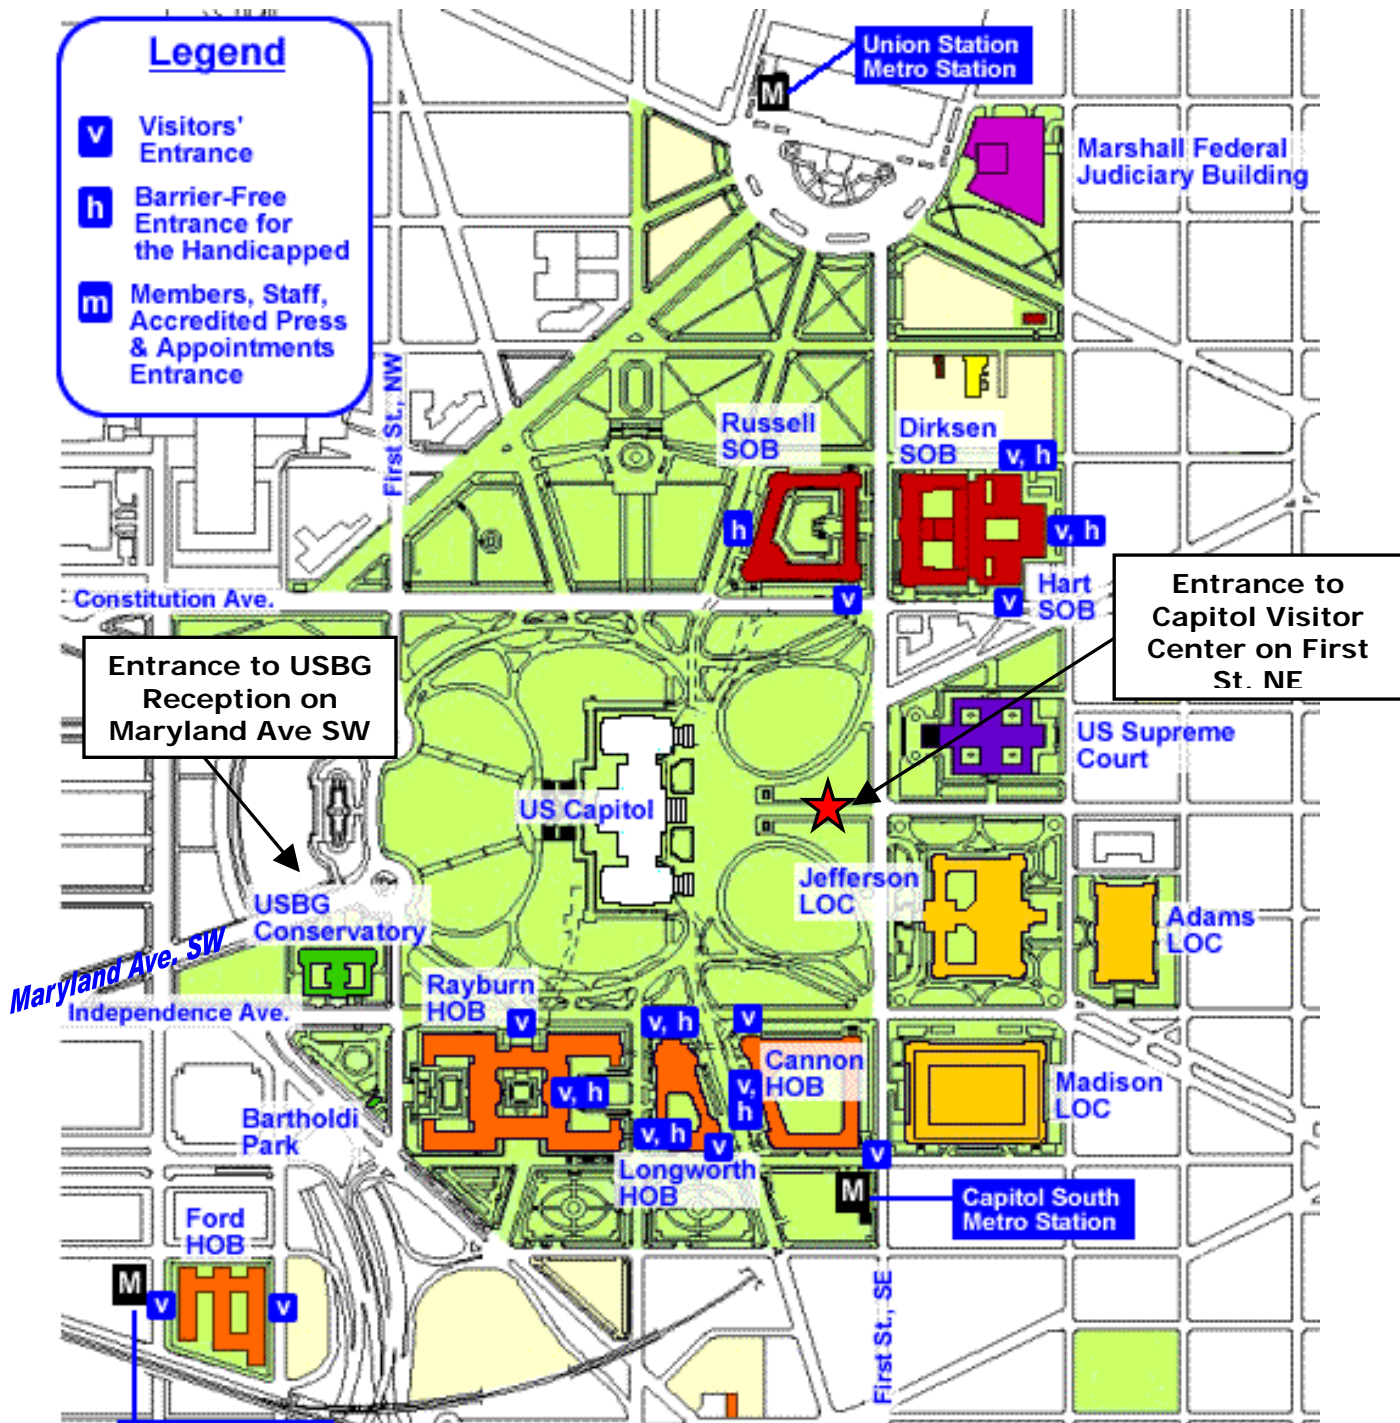 Legend
v
Visitors'
Entrance
h
Barrier-Free
Entrance for
the Handicapped
m
Members, Staff,
Accredited Press
& Appointments
Entrance
Union Station
Metro Station
M
Marshall Federal
Judiciary Building
First St., NW
Russell
SOB
Dirksen
SOB
v, h
h
v, h
v
v
Hart
SOB
Constitution Ave.
Entrance to
Capitol Visitor
Center on First
St. NE
Entrance to USBG
Reception on
Maryland Ave SW
US Supreme
Court
US Capitol
Jefferson
LOC
Adams
LOC
USBG
Conservatory
Maryland Ave. SW
Independence Ave.
Rayburn
HOB
v
v, h
v
v, h
v,
h
Cannon
HOB
Madison
LOC
Bartholdi
Park
v, h
v
v
Longworth
HOB
M
Capitol South
Metro Station
Ford
HOB
M
v
v
First St., SE